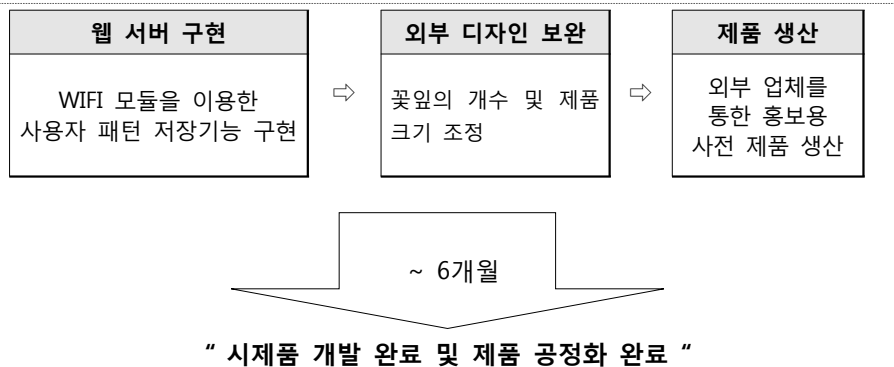 웹 서버 구현
WIFI 모듈을 이용한
사용자 패턴 저장기능 구현
⇨
외부 디자인 보완
꽃잎의 개수 및 제품
크기 조정
⇨
제품 생산
외부 업체를
통한 홍보용
사전 제품 생산
~ 6개월
“ 시제품 개발 완료 및 제품 공정화 완료 “